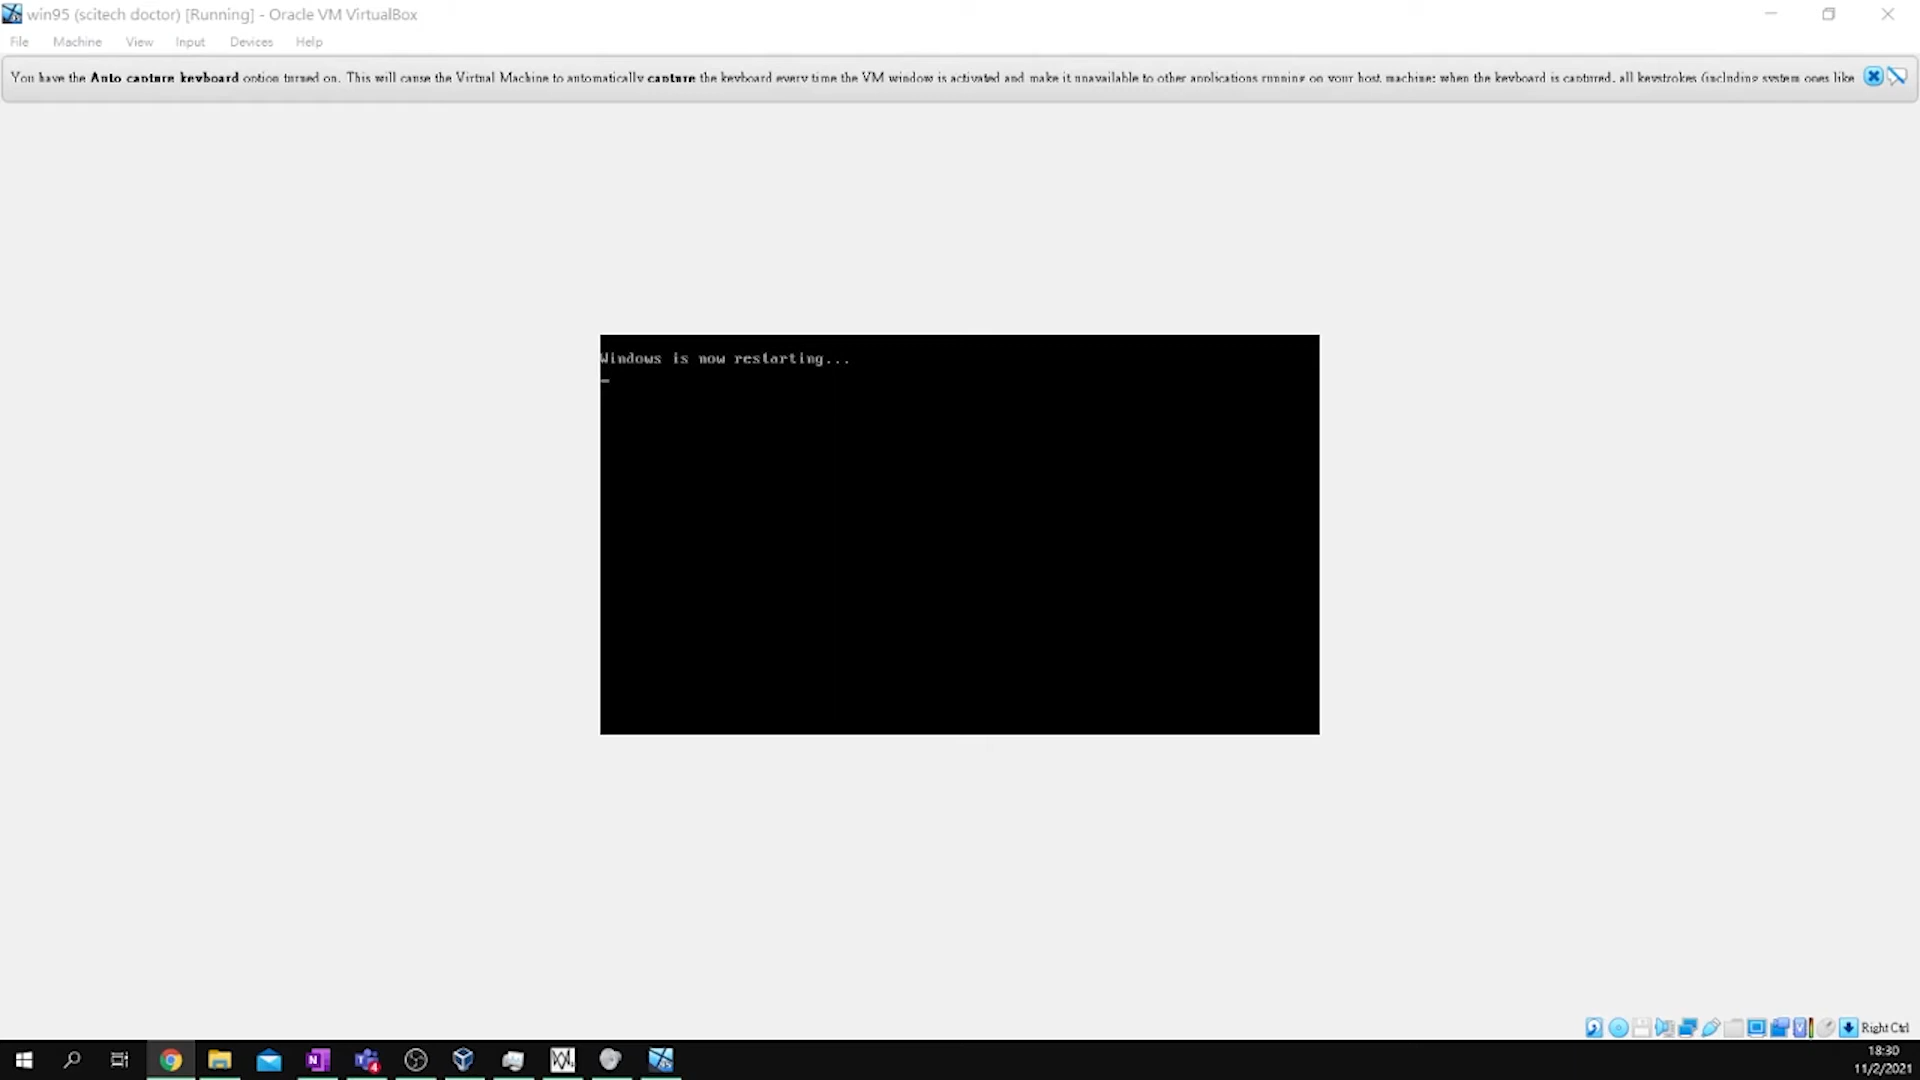 win95 (scitech doctor) [Running] - Oracle VM VirtualBox
File Machine View Input Devices Help
You have the Auto capture keyboard option turned on. This will cause the Virtual Machine to automatically capture the keyboard every time the VM window is activated and make it unavailable to other applications running on your host machine: when the keyboard is captured, all keystrokes (including system ones like
Windows is now restarting...
Right Ctrl
4
18:30
11/2/2021